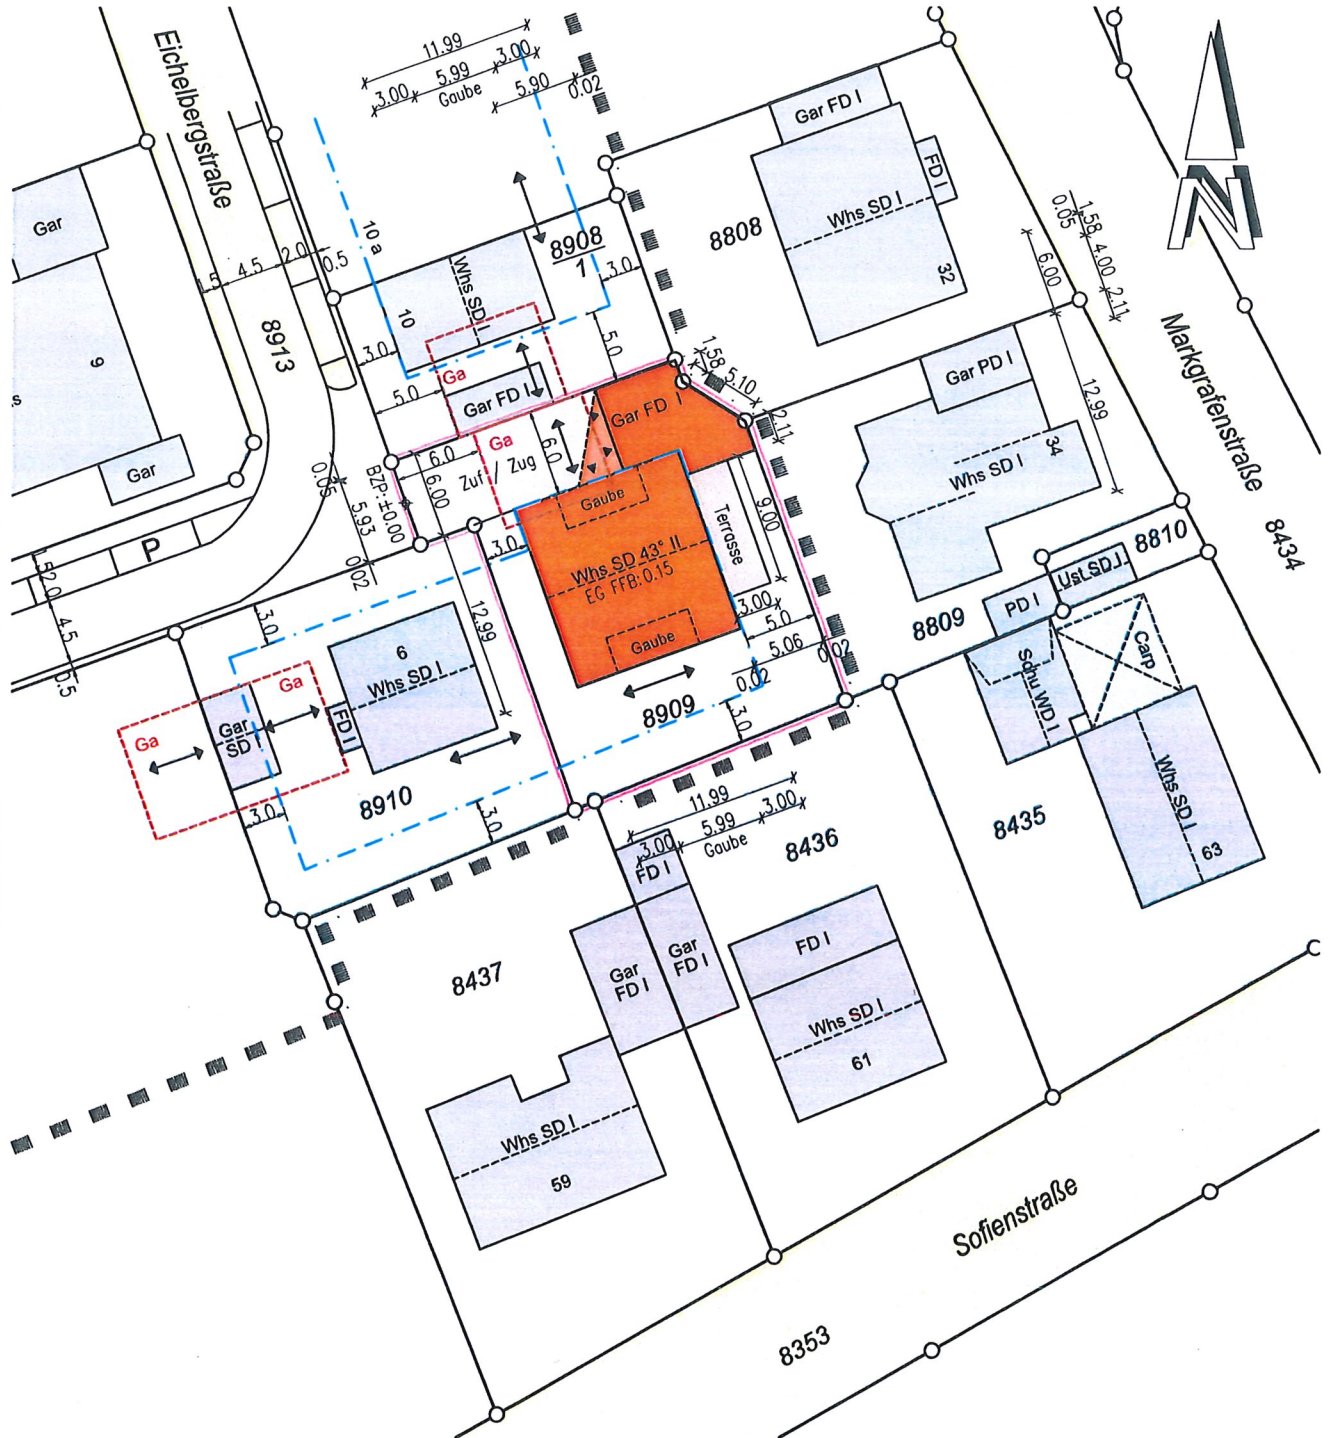 Eichelbergstraße
11.99
3.00
5.99
3.00
Gaube
5.90
0.02
Gar FD I
FD I
Whs SD I
32
8808
N
Gar
9
s
Gar
1.5
4.5
2.0
0.5
10 a
8913
Whs SD I
10
8908
1
3.0
3.0
5.0
5.0
Ga
Gar FD I
1.58
0.05
4.00
2.11
6.00
12.99
Markgrafenstraße
8434
Gar PD I
Whs SD I
34
1.58
5.10
2.11
Gar FD I
Ga
6.0
6.00
6.0
Zuf / Zug
BZP:±0.00
0.05
5.93
0.02
3.0
Gaube
Whs SD 43° II
EG FFB:0.15
Gaube
Terrasse
9.00
3.00
5.0
5.06
0.02
0.02
3.0
8909
P
1.5
2.0
4.5
0.5
3.0
12.99
6
Whs SD I
FD I
Ga
Ga
Gar
SD
3.0
8910
3.0
8810
Ust.SD I
PD I
8809
Carp
Schu WD I
Whs SD I
63
8435
11.99
3.00
5.99
3.00
Gaube
8436
FD I
Gar
FD I
Gar
FD I
8437
FD I
Whs SD I
61
Whs SD I
59
Sofienstraße
8353